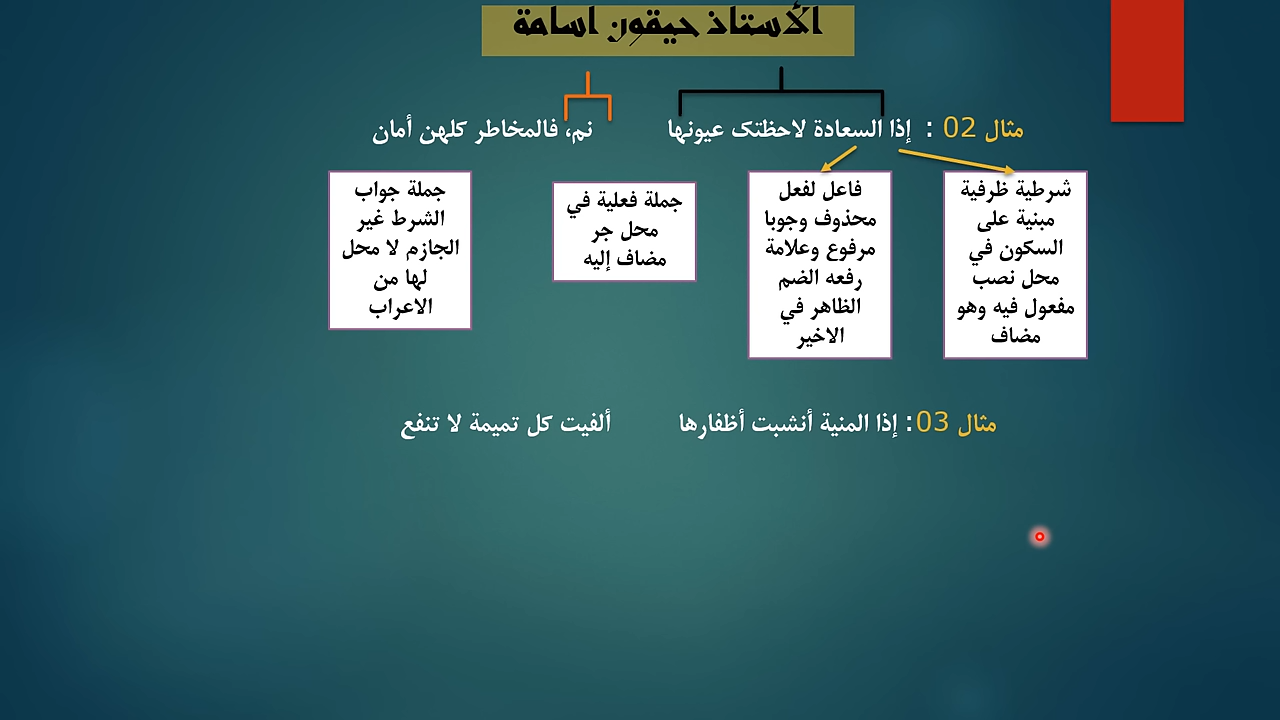 الأستاذ حيقون اسامة
مثال 02 : إذا السعادة لاحظتک عيونها نم، فالمخاطر كلهن أمان
شرطية ظرفية
مبنية على
السكون في
محل نصب
مفعول فيه وهو
مضاف
فاعل لفعل
محذوف وجوبا
مرفوع وعلامة
رفعه الضم
الظاهر في
الاخير
جملة فعلية في
محل جر
مضاف إليه
جملة جواب
الشرط غير
الجازم لا محل
لها من
الاعراب
مثال 03 : إذا المنية أنشبت أظفارها ألفيت كل تميمة لا تنفع